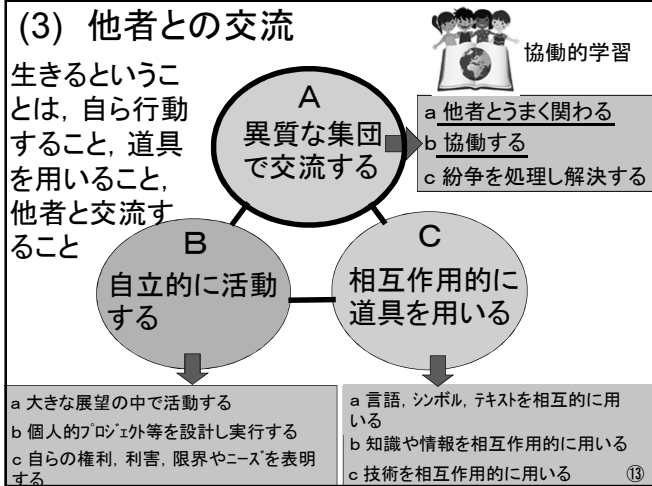 (3) 他者との交流
生きるというこ
とは，自ら行動
すること，道具
を用いること，
他者と交流す
ること
協働的学習
A
異質な集団
で交流する
a 他者とうまく関わる
b 協働する
c 紛争を処理し解決する
B
自立的に活動
する
C
相互作用的に
道具を用いる
a 大きな展望の中で活動する
b 個人的ﾌﾟﾛｼﾞｪｸﾄ等を設計し実行する
c 自らの権利，利害，限界やﾆｰｽﾞを表明
する
a 言語，ｼﾝﾎﾞﾙ，ﾃｷｽﾄを相互的に用
いる
b 知識や情報を相互作用的に用いる
c 技術を相互作用的に用いる
⑬